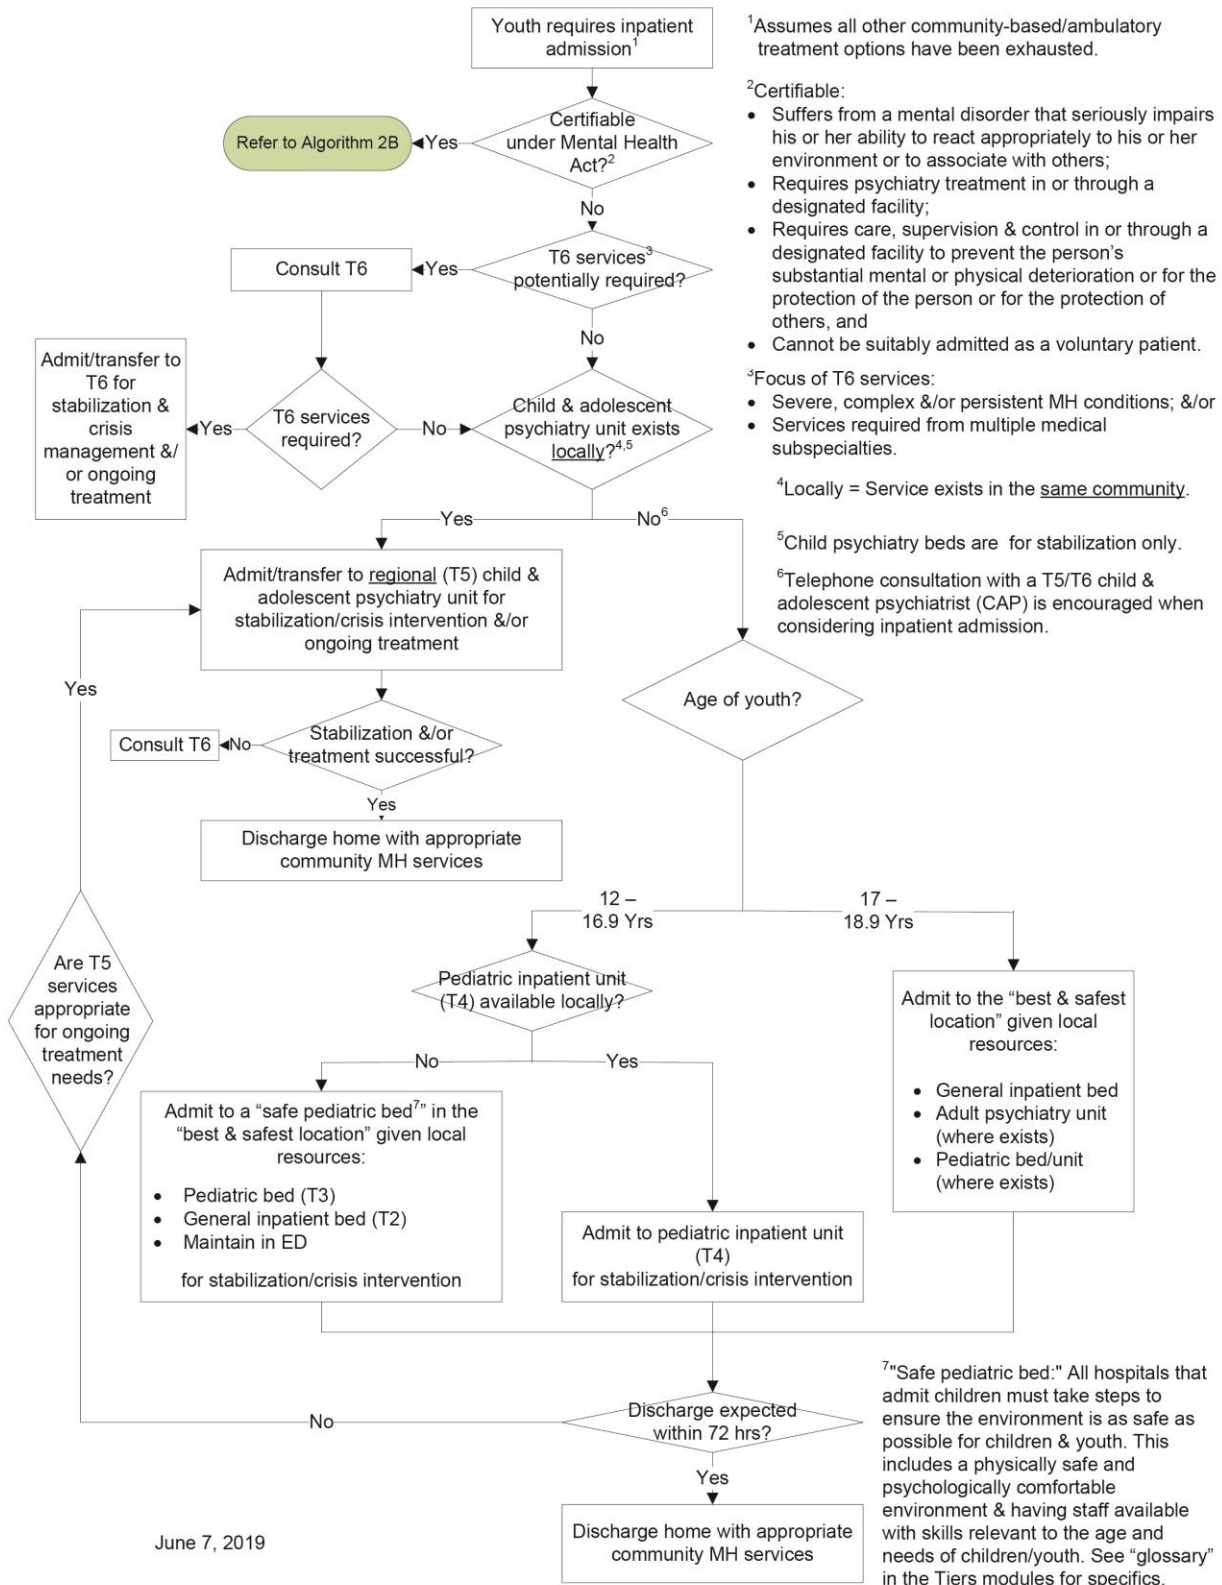 Youth requires inpatient
admission1
1Assumes all other community-based/ambulatory
treatment options have been exhausted.
2Certifiable:
• Suffers from a mental disorder that seriously impairs
his or her ability to react appropriately to his or her
environment or to associate with others;
• Requires psychiatry treatment in or through a
designated facility;
• Requires care, supervision & control in or through a
designated facility to prevent the person's
substantial mental or physical deterioration or for the
protection of the person or for the protection of
others, and
• Cannot be suitably admitted as a voluntary patient.
3Focus of T6 services:
• Severe, complex &/or persistent MH conditions; &/or
• Services required from multiple medical
subspecialties.
4Locally = Service exists in the same community.
5Child psychiatry beds are for stabilization only.
6Telephone consultation with a T5/T6 child &
adolescent psychiatrist (CAP) is encouraged when
considering inpatient admission.
Certifiable
under Mental Health
Act?2
Yes
Refer to Algorithm 2B
No
T6 services3
potentially required?
Yes
Consult T6
No
T6 services
required?
Yes
Admit/transfer to
T6 for
stabilization &
crisis
management &/
or ongoing
treatment
No
Child & adolescent
psychiatry unit exists
locally?4,5
Yes
No6
Admit/transfer to regional (T5) child &
adolescent psychiatry unit for
stabilization/crisis intervention &/or
ongoing treatment
Stabilization &/or
treatment successful?
No
Consult T6
Yes
Discharge home with appropriate
community MH services
Age of youth?
12 –
16.9 Yrs
17 –
18.9 Yrs
Pediatric inpatient unit
(T4) available locally?
No
Yes
Admit to a "safe pediatric bed7" in the
"best & safest location" given local
resources:
• Pediatric bed (T3)
• General inpatient bed (T2)
• Maintain in ED
for stabilization/crisis intervention
Admit to pediatric inpatient unit
(T4)
for stabilization/crisis intervention
Admit to the "best & safest
location" given local
resources:
• General inpatient bed
• Adult psychiatry unit
(where exists)
• Pediatric bed/unit
(where exists)
Discharge expected
within 72 hrs?
No
Are T5
services
appropriate
for ongoing
treatment
needs?
Yes
Yes
Discharge home with appropriate
community MH services
7"Safe pediatric bed:" All hospitals that
admit children must take steps to
ensure the environment is as safe as
possible for children & youth. This
includes a physically safe and
psychologically comfortable
environment & having staff available
with skills relevant to the age and
needs of children/youth. See "glossary"
in the Tiers modules for specifics.
June 7, 2019